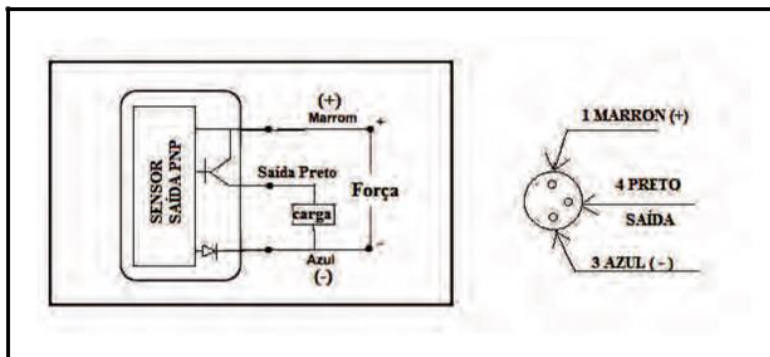 SENSOR
SAÍDA PNP
(+)
Marrom
+
Saída Preto
Força
carga
-
Azul
(-)
1 MARRON (+)
4 PRETO
SAÍDA
3 AZUL ( - )